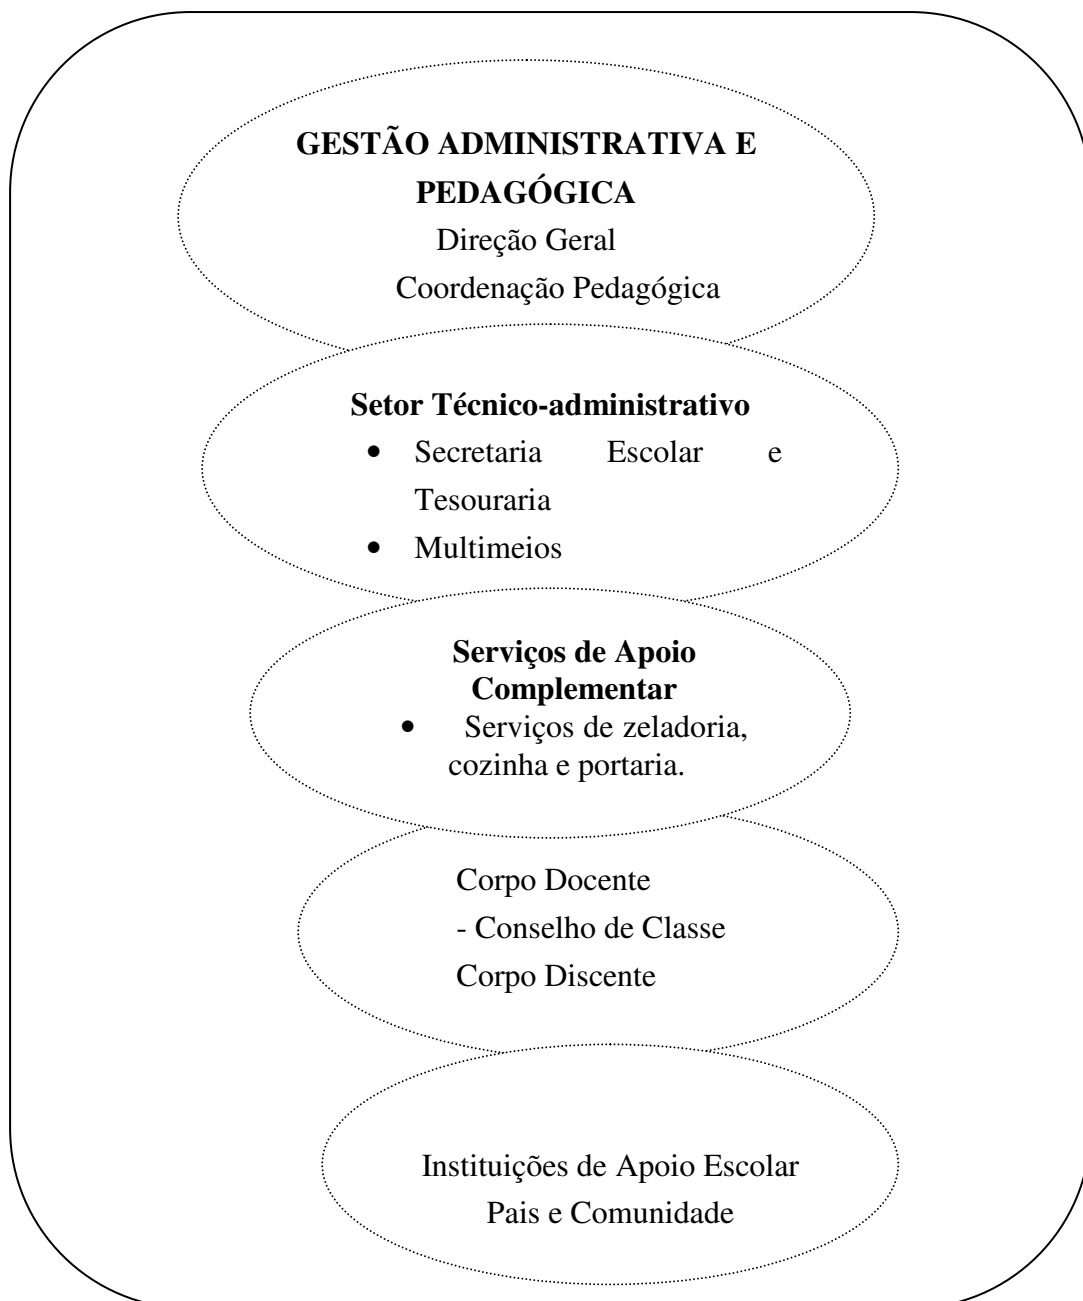 GESTÃO ADMINISTRATIVA E
PEDAGÓGICA
Direção Geral
Coordenação Pedagógica
Setor Técnico-administrativo
• Secretaria Escolar e
Tesouraria
• Multimeios
Serviços de Apoio
Complementar
• Serviços de zeladoria,
cozinha e portaria.
Corpo Docente
- Conselho de Classe
Corpo Discente
Instituições de Apoio Escolar
Pais e Comunidade